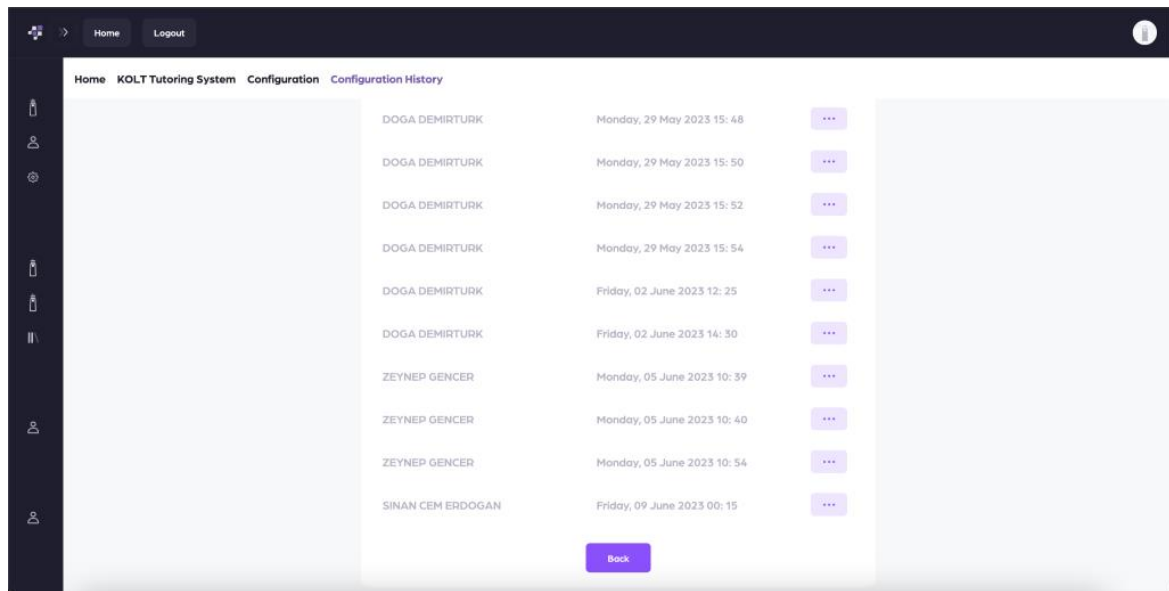 Home Logout
Home KOLT Tutoring System Configuration Configuration History
DOGA DEMIRTURK Monday, 29 May 2023 15: 48
DOGA DEMIRTURK Monday, 29 May 2023 15: 50
DOGA DEMIRTURK Monday, 29 May 2023 15: 52
DOGA DEMIRTURK Monday, 29 May 2023 15: 54
DOGA DEMIRTURK Friday, 02 June 2023 12: 25
DOGA DEMIRTURK Friday, 02 June 2023 14: 30
ZEYNEP GENCER Monday, 05 June 2023 10: 39
ZEYNEP GENCER Monday, 05 June 2023 10: 40
ZEYNEP GENCER Monday, 05 June 2023 10: 54
SINAN CEM ERDOGAN Friday, 09 June 2023 00: 15
Back